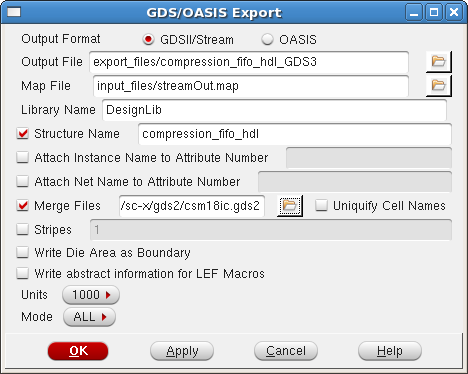 GDS/OASIS Export
Output Format GDSII/Stream OASIS
Output File export_files/compression_fifo_hdl_GDS3
Map File input_files/streamOut.map
Library Name DesignLib
Structure Name compression_fifo_hdl
Attach Instance Name to Attribute Number
Attach Net Name to Attribute Number
Merge Files /sc-x/gds2/csm18ic.gds2 Uniquify Cell Names
Stripes 1
Write Die Area as Boundary
Write abstract information for LEF Macros
Units 1000
Mode ALL
OK Apply Cancel Help